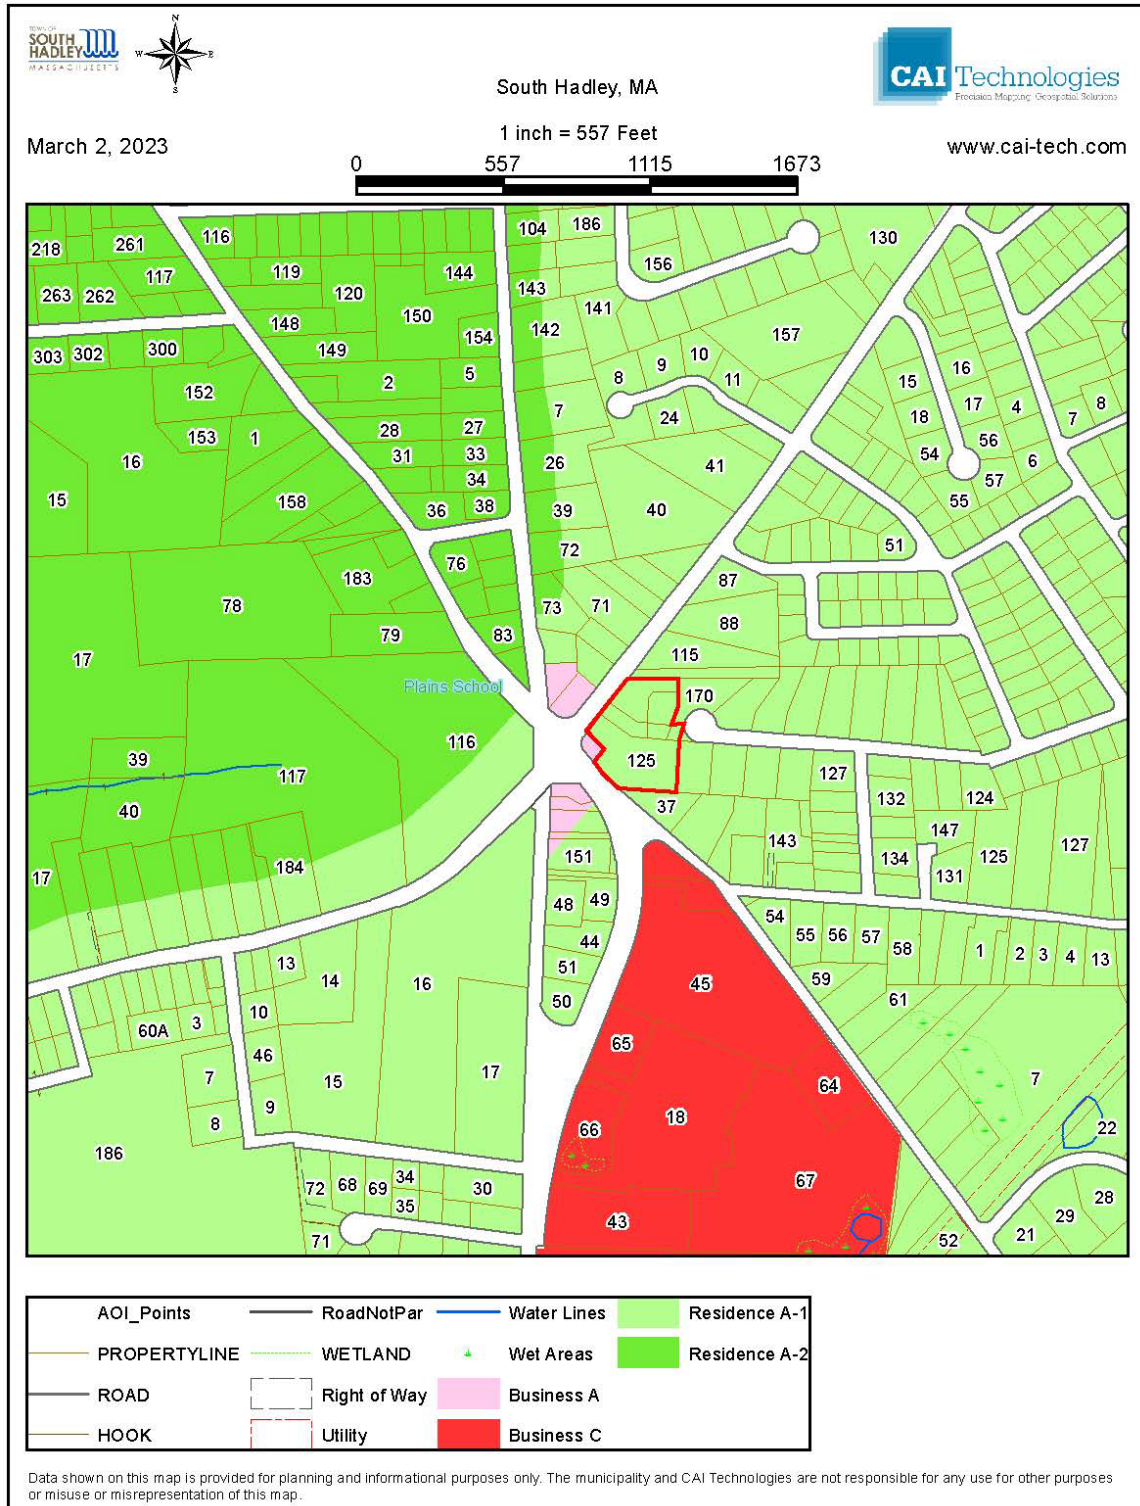 TOWN OF
SOUTH
HADLEY
MASSACHUSETTS
N
W E
S
CAI Technologies
Precision Mapping. Geospatial Solutions.
South Hadley, MA
March 2, 2023
1 inch = 557 Feet
www.cai-tech.com
0 557 1115 1673
116 104 186 130
218 261
156
117 119 144
263 262 120 143 141
150 142
148 154 157
303 302 300 149
9 10 16
5 8 11 15
2
152 7 24 18 17 4 7 8
28 27 56
153 1 31 33 26 41 54 6
16 34 57
15 158 36 38 39 40 55
72 51
76
183 87
78 73 71
88
79 83
17 115
Plains School 170
116
39 125
117 127
40 37 132 124
147
151 143 127
184 134 125
17 48 49 131
54
44 55 56 57 58 1 2 3 4 13
13 51 59
14 16 45
10 50 61
60A 3 65
46 17 7
7 15 64
9 18
8 66 22
186
34 67
72 68 69 30 28
35 29
43 21
71 52
AOI_Points RoadNotPar Water Lines Residence A-1
PROPERTYLINE WETLAND Wet Areas Residence A-2
ROAD Right of Way Business A
HOOK Utility Business C
Data shown on this map is provided for planning and informational purposes only. The municipality and CAI Technologies are not responsible for any use for other purposes
or misuse or misrepresentation of this map.